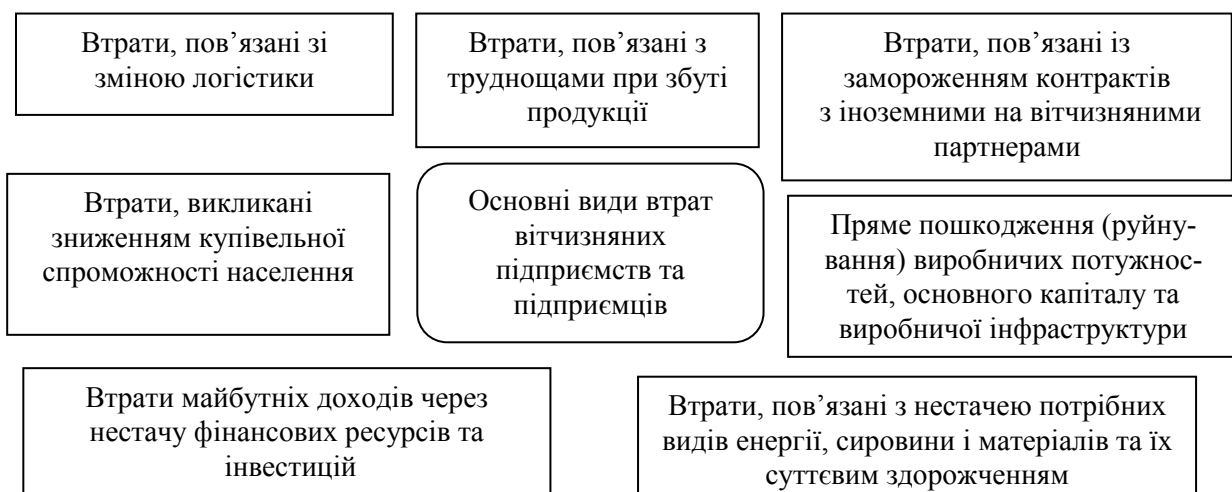 Втрати, пов’язані зі
зміною логістики
Втрати, пов’язані з
труднощами при збуті
продукції
Втрати, пов’язані із
замороженням контрактів
з іноземними на вітчизняними
партнерами
Втрати, викликані
зниженням купівельної
спроможності населення
Основні види втрат
вітчизняних
підприємств та
підприємців
Пряме пошкодження (руйну-
вання) виробничих потужнос-
тей, основного капіталу та
виробничої інфраструктури
Втрати майбутніх доходів через
нестачу фінансових ресурсів та
інвестицій
Втрати, пов’язані з нестачею потрібних
видів енергії, сировини і матеріалів та їх
суттєвим здорожченням